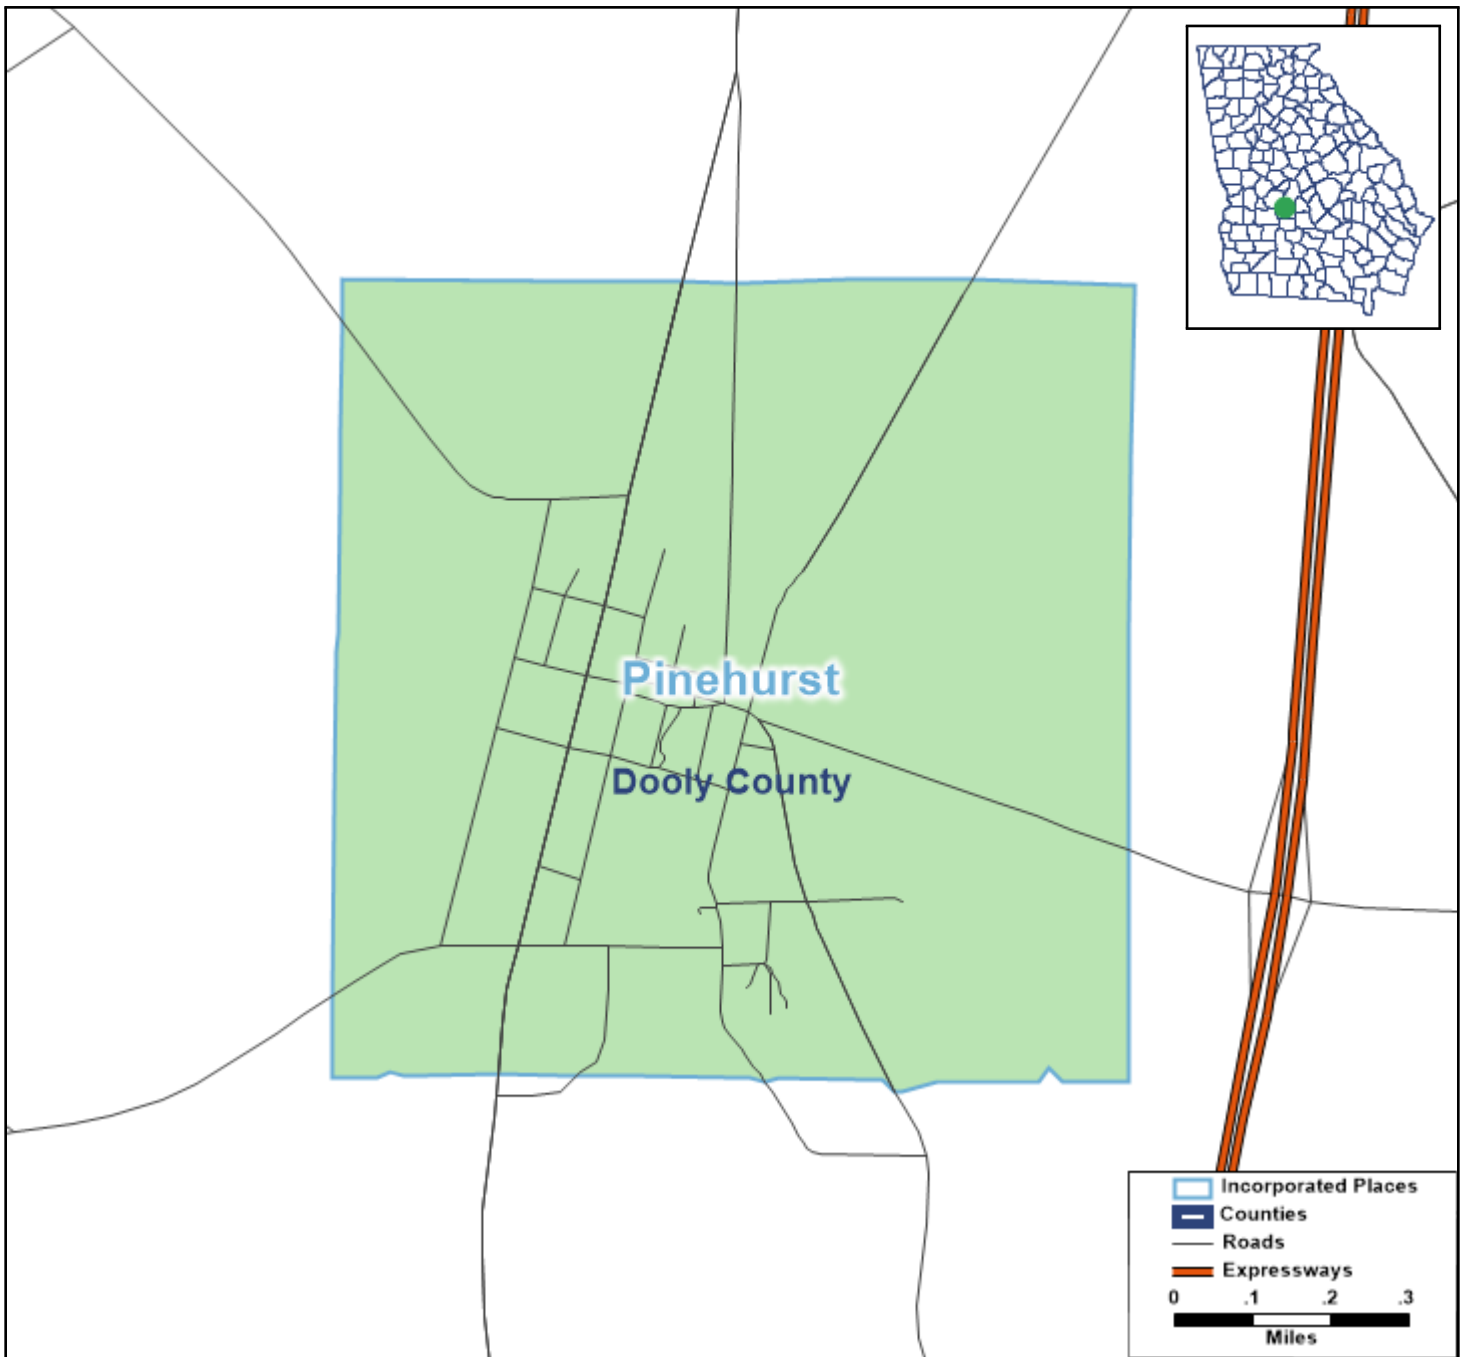 Pinehurst
Dooly County
Incorporated Places
Counties
Roads
Expressways
0 .1 .2 .3
Miles